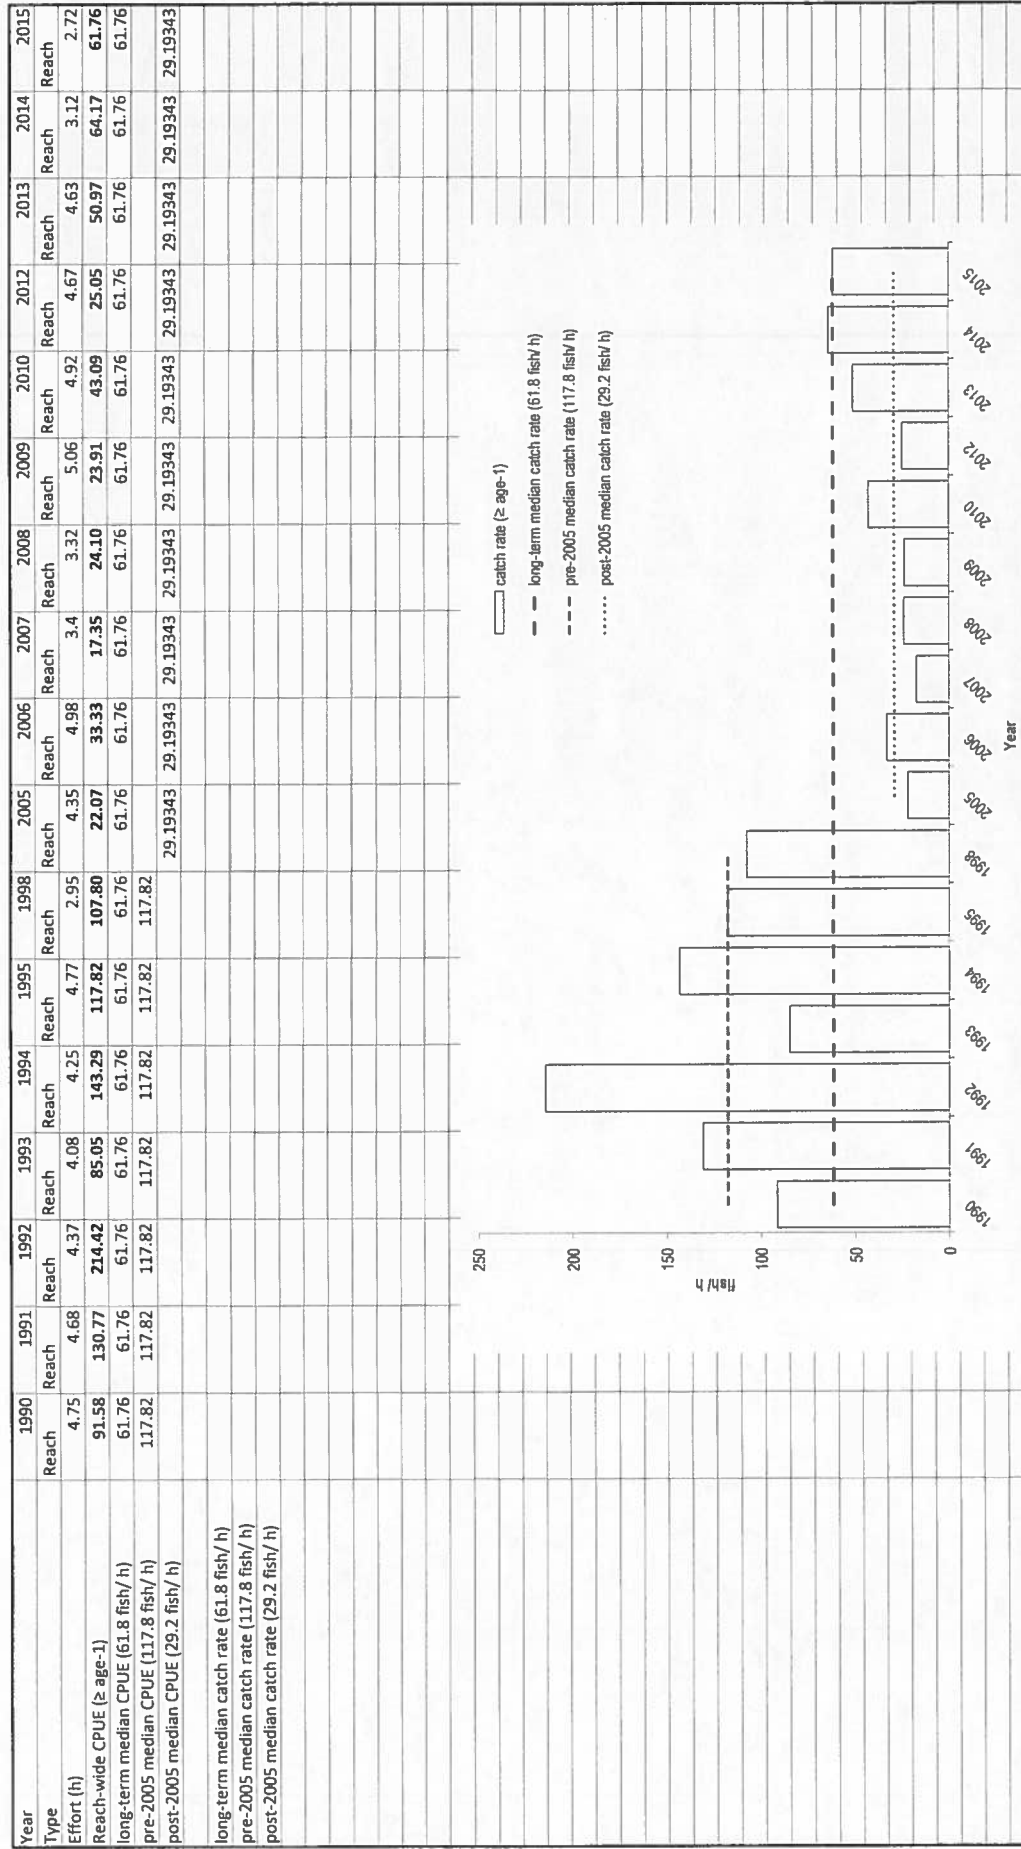 Year 1990 1991 1992 1993 1994 1995 1998 2005 2006 2007 2008 2009 2010 2012 2013 2014 2015
Type Reach Reach Reach Reach Reach Reach Reach Reach Reach Reach Reach Reach Reach Reach Reach Reach Reach
Effort (h) 4.75 4.68 4.37 4.08 4.25 4.77 2.95 4.35 4.98 3.4 3.32 5.06 4.92 4.67 4.63 3.12 2.72
Reach-wide CPUE (≥ age-1) 91.58 130.77 214.42 85.05 143.29 117.82 107.80 22.07 33.33 17.35 24.10 23.91 43.09 25.05 50.97 64.17 61.76
long-term median CPUE (61.8 fish/ h) 61.76 61.76 61.76 61.76 61.76 61.76 61.76 61.76 61.76 61.76 61.76 61.76 61.76 61.76 61.76 61.76 61.76
pre-2005 median CPUE (117.8 fish/ h) 117.82 117.82 117.82 117.82 117.82 117.82 117.82
post-2005 median CPUE (29.2 fish/ h) 29.19343 29.19343 29.19343 29.19343 29.19343 29.19343 29.19343 29.19343 29.19343 29.19343
long-term median catch rate (61.8 fish/ h)
pre-2005 median catch rate (117.8 fish/ h)
post-2005 median catch rate (29.2 fish/ h)
250
200
150
100
50
0
fish/ h
catch rate (≥ age-1)
long-term median catch rate (61.8 fish/ h)
pre-2005 median catch rate (117.8 fish/ h)
post-2005 median catch rate (29.2 fish/ h)
1990 1991 1992 1993 1994 1995 1998 2005 2006 2007 2008 2009 2010 2012 2013 2014 2015
Year